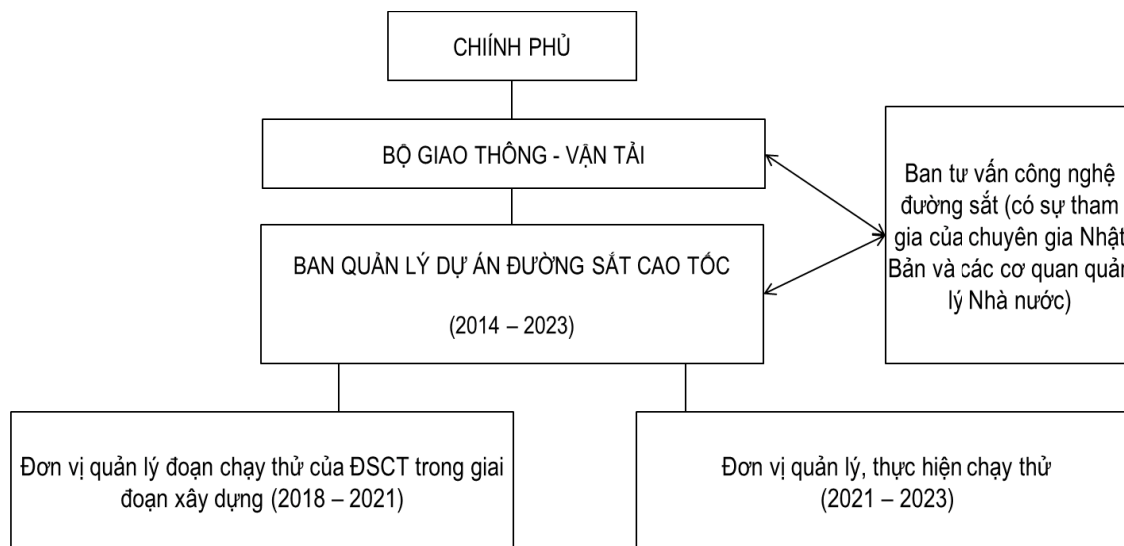 CHIÍNH PHỦ
BỘ GIAO THÔNG - VẬN TẢI
Ban tư vấn công nghệ
đường sắt (có sự tham
gia của chuyên gia Nhật
Bản và các cơ quan quản
lý Nhà nước)
BAN QUẢN LÝ DỰ ÁN ĐƯỜNG SẮT CAO TỐC
(2014 – 2023)
Đơn vị quản lý đoạn chạy thử của ĐSCT trong giai
đoạn xây dựng (2018 – 2021)
Đơn vị quản lý, thực hiện chạy thử
(2021 – 2023)